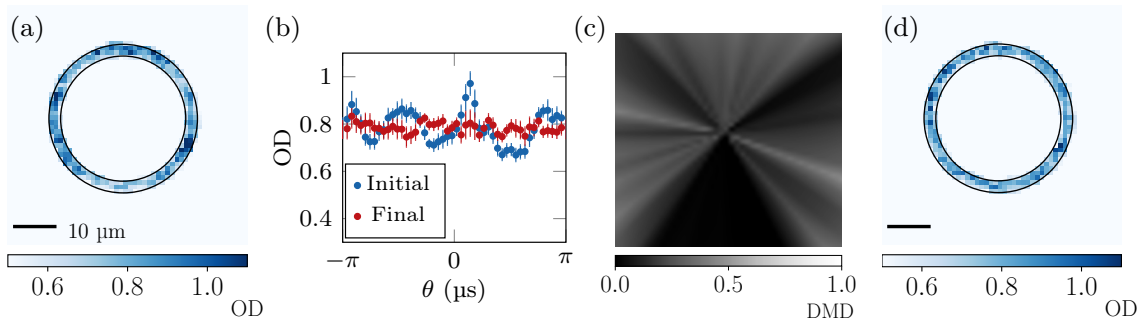 (a)
10 µm
0.6 0.8 1.0
OD
(b)
1
0.8
0.6
0.4
OD
Initial
Final
−π 0 π
θ (µs)
(c)
0.0 0.5 1.0
DMD
(d)
0.6 0.8 1.0
OD